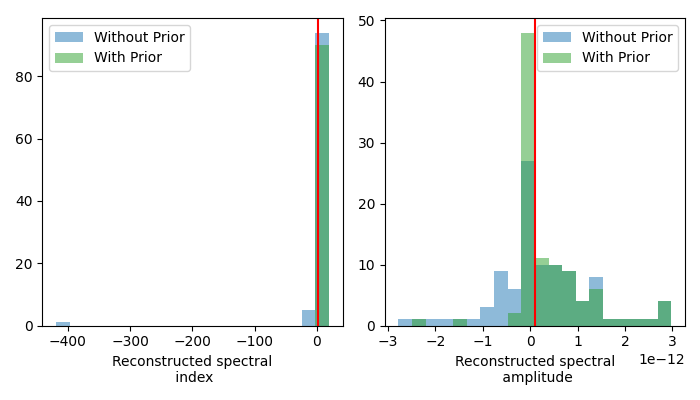 Without Prior
With Prior
80
60
40
20
0
−400
−300
−200
−100
0
Reconstructed spectral
index
Without Prior
With Prior
50
40
30
20
10
0
−3
−2
−1
0
1
2
3
1e−12
Reconstructed spectral
amplitude